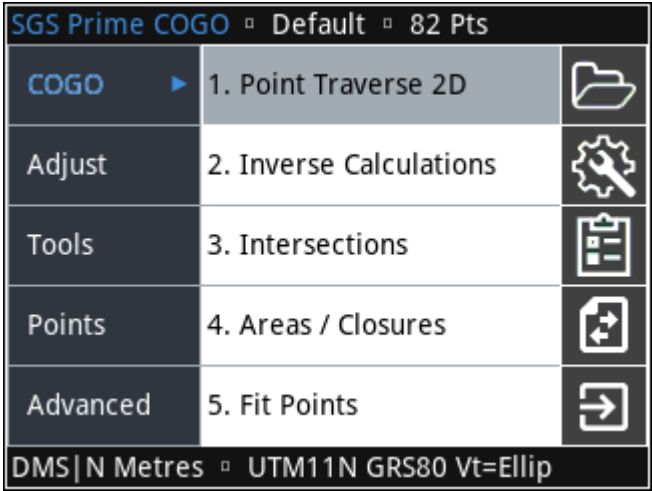 SGS Prime COGO ▫ Default ▫ 82 Pts
COGO ▶
1. Point Traverse 2D
Adjust
2. Inverse Calculations
Tools
3. Intersections
Points
4. Areas / Closures
Advanced
5. Fit Points
DMS|N Metres ▫ UTM11N GRS80 Vt=Ellip